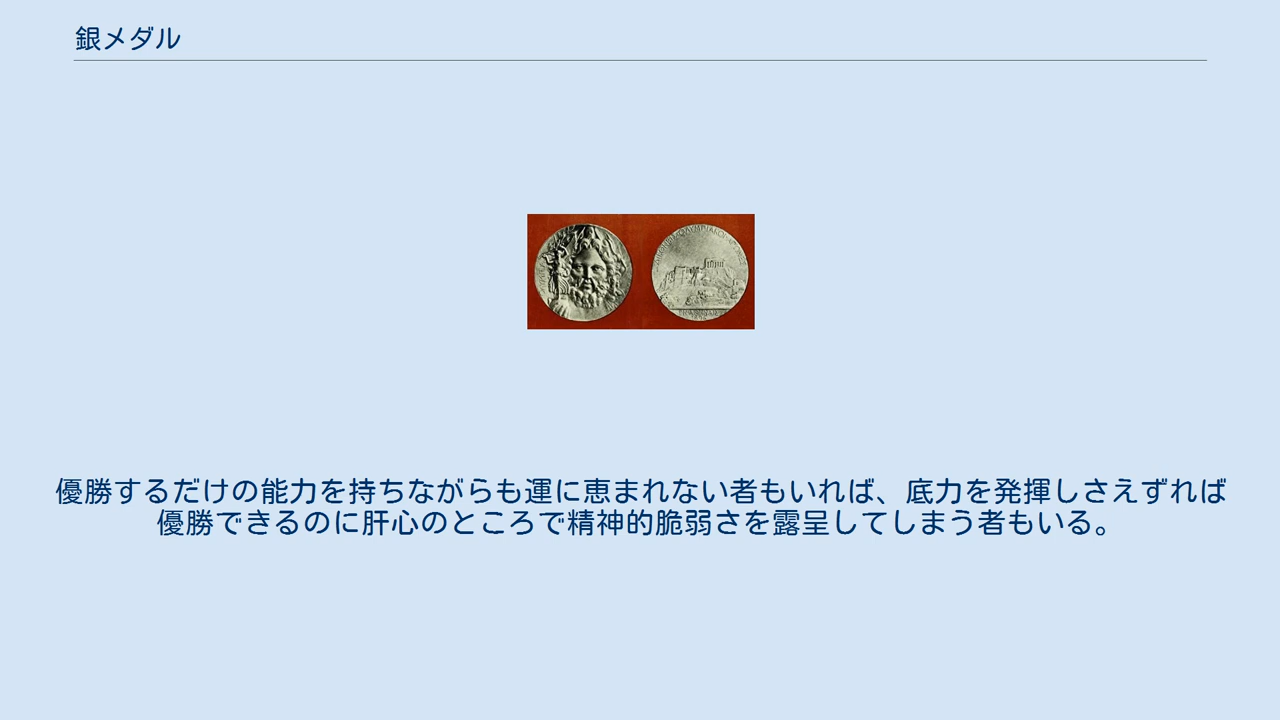 銀メダル
優勝するだけの能力を持ちながらも運に恵まれない者もいれば、底力を発揮しさえずれば
優勝できるのに肝心のところで精神的脆弱さを露呈してしまう者もいる。